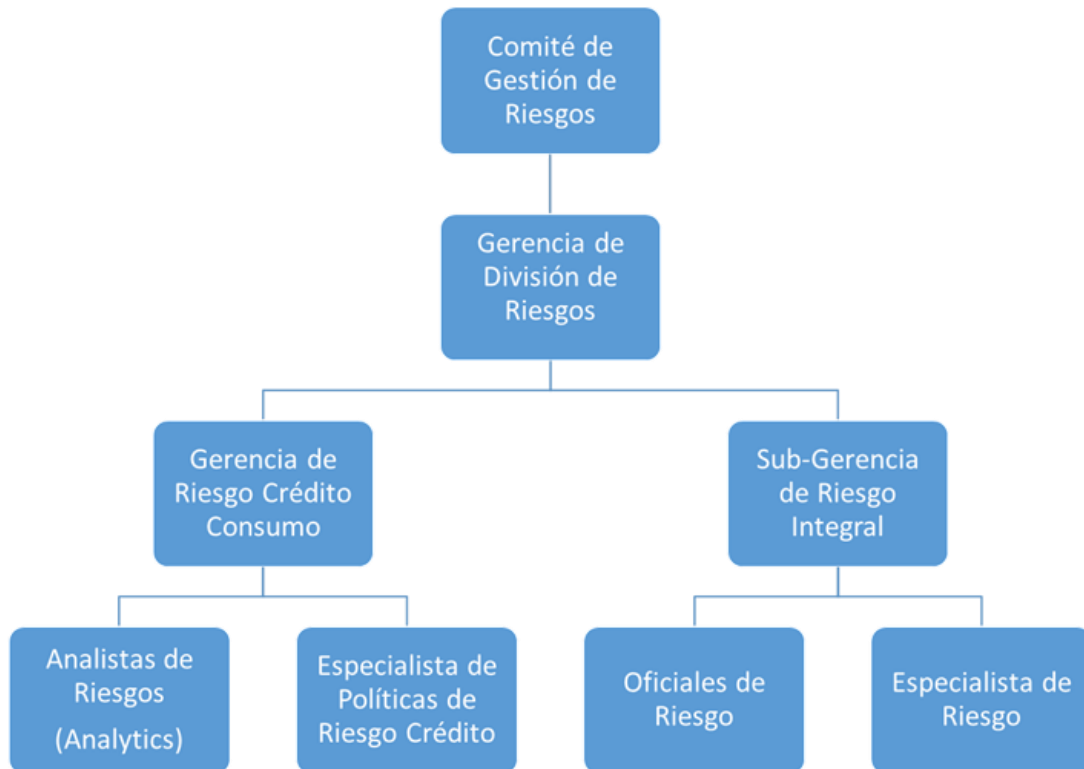 Comité de
Gestión de
Riesgos
Gerencia de
División de
Riesgos
Gerencia de
Riesgo Crédito
Consumo
Sub-Gerencia
de Riesgo
Integral
Analistas de
Riesgos
(Analytics)
Especialista de
Políticas de
Riesgo Crédito
Oficiales de
Riesgo
Especialista de
Riesgo